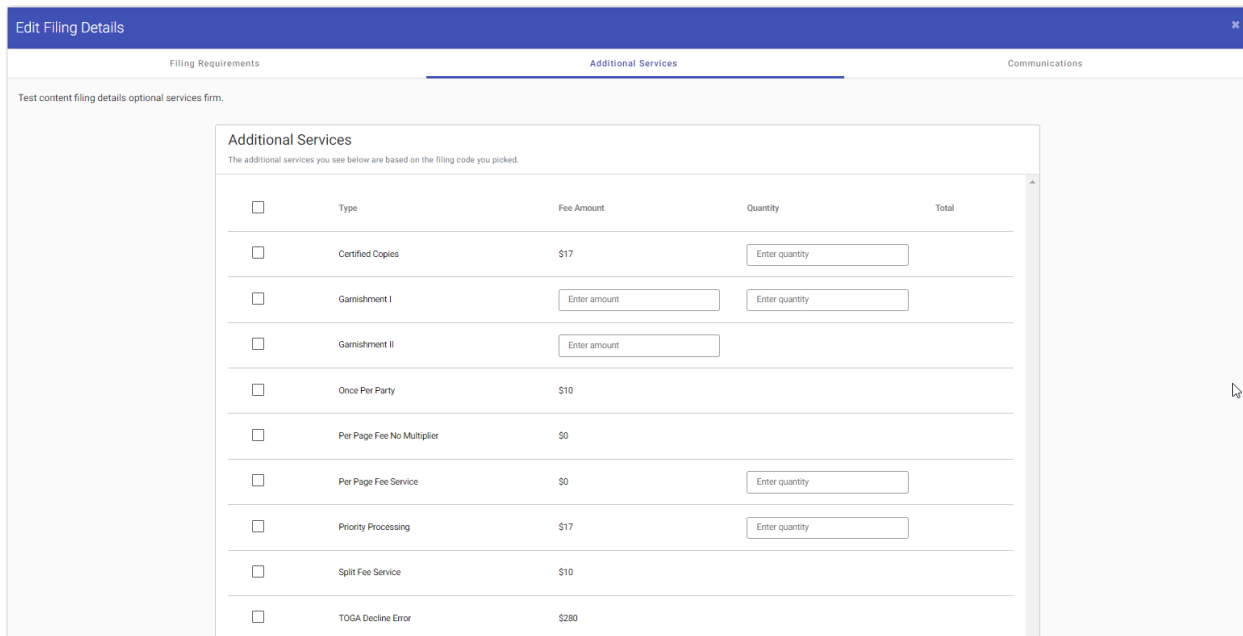 Edit Filing Details
Filing Requirements Additional Services Communications
Test content filing details optional services firm.
Additional Services
The additional services you see below are based on the filing code you picked.
Type Fee Amount Quantity Total
Certified Copies $17 Enter quantity
Garnishment I Enter amount Enter quantity
Garnishment II Enter amount
Once Per Party $10
Per Page Fee No Multiplier $0
Per Page Fee Service $0 Enter quantity
Priority Processing $17 Enter quantity
Split Fee Service $10
TOGA Decline Error $280